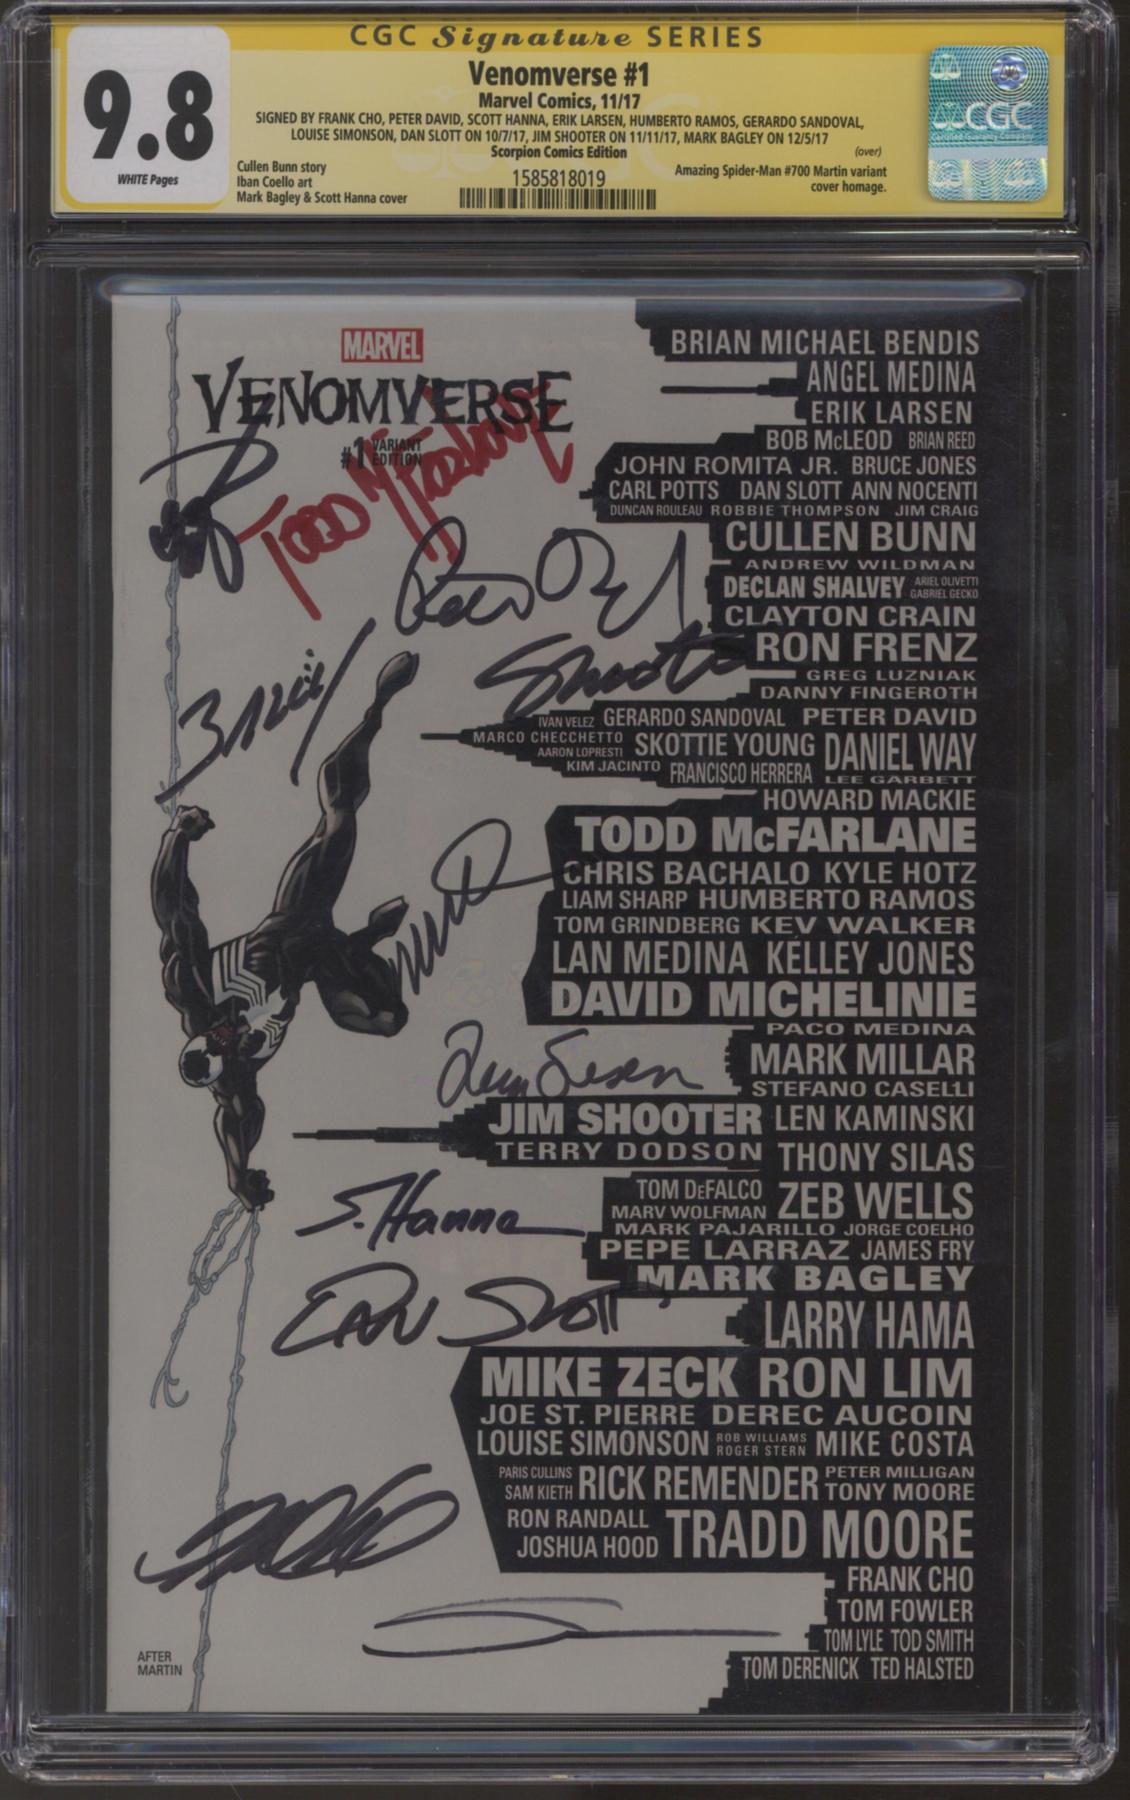 CGC Signature SERIES
9.8
WHITE Pages
Venomverse #1
Marvel Comics, 11/17
SIGNED BY FRANK CHO, PETER DAVID, SCOTT HANNA, ERIK LARSEN, HUMBERTO RAMOS, GERARDO SANDOVAL,
LOUISE SIMONSON, DAN SLOTT ON 10/7/17, JIM SHOOTER ON 11/11/17, MARK BAGLEY ON 12/5/17
(over)
Scorpion Comics Edition
Cullen Bunn story
Iban Coello art
Mark Bagley & Scott Hanna cover
1585818019
Amazing Spider-Man #700 Martin variant
cover homage.
CGC
MARVEL
VENOMVERSE
#1 VARIANT
EDITION
TODD McFarlane
Shooter
S. Hanna
DAN SLOTT
BRIAN MICHAEL BENDIS
ANGEL MEDINA
ERIK LARSEN
BOB McLEOD BRIAN REED
JOHN ROMITA JR. BRUCE JONES
CARL POTTS DAN SLOTT ANN NOCENTI
DUNCAN ROULEAU ROBBIE THOMPSON JIM CRAIG
CULLEN BUNN
ANDREW WILDMAN
DECLAN SHALVEY ARIEL OLIVETTI
GABRIEL GECKO
CLAYTON CRAIN
RON FRENZ
GREG LUZNIAK
DANNY FINGEROTH
IVAN VELEZ GERARDO SANDOVAL PETER DAVID
MARCO CHECCHETTO
AARON LOPRESTI SKOTTIE YOUNG DANIEL WAY
KIM JACINTO FRANCISCO HERRERA LEE GARBETT
HOWARD MACKIE
TODD McFARLANE
CHRIS BACHALO KYLE HOTZ
LIAM SHARP HUMBERTO RAMOS
TOM GRINDBERG KEV WALKER
LAN MEDINA KELLEY JONES
DAVID MICHELINIE
PACO MEDINA
MARK MILLAR
STEFANO CASELLI
JIM SHOOTER LEN KAMINSKI
TERRY DODSON THONY SILAS
TOM DEFALCO ZEB WELLS
MARV WOLFMAN
MARK PAJARILLO JORGE COELHO
PEPE LARRAZ JAMES FRY
MARK BAGLEY
LARRY HAMA
MIKE ZECK RON LIM
JOE ST. PIERRE DEREC AUCOIN
LOUISE SIMONSON ROB WILLIAMS
ROGER STERN MIKE COSTA
PARIS CULLINS
SAM KIETH RICK REMENDER PETER MILLIGAN
TONY MOORE
RON RANDALL
JOSHUA HOOD TRADD MOORE
FRANK CHO
TOM FOWLER
TOM LYLE TOD SMITH
TOM DERENICK TED HALSTED
AFTER
MARTIN